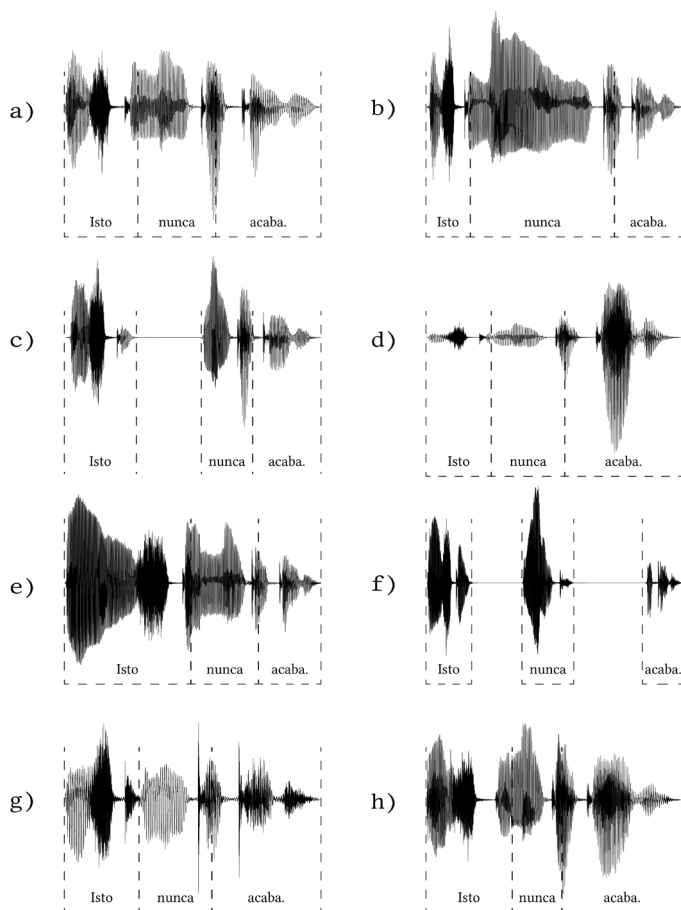 a)
Isto nunca acaba.
b)
Isto nunca acaba.
c)
Isto nunca acaba.
d)
Isto nunca acaba.
e)
Isto nunca acaba.
f)
Isto nunca acaba.
g)
Isto nunca acaba.
h)
Isto nunca acaba.